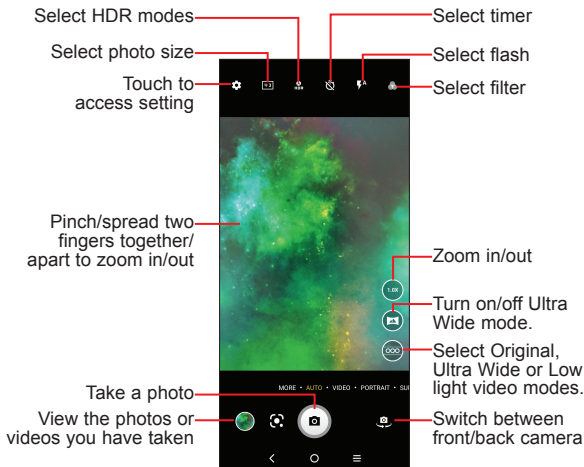 Select HDR modes
Select photo size
Touch to
access setting
Select timer
Select flash
Select filter
4:3
HDR
A
Pinch/spread two
fingers together/
apart to zoom in/out
1.0X
Zoom in/out
Turn on/off Ultra
Wide mode.
Select Original,
Ultra Wide or Low
light video modes.
MORE • AUTO • VIDEO • PORTRAIT • SU
Take a photo
View the photos or
videos you have taken
Switch between
front/back camera